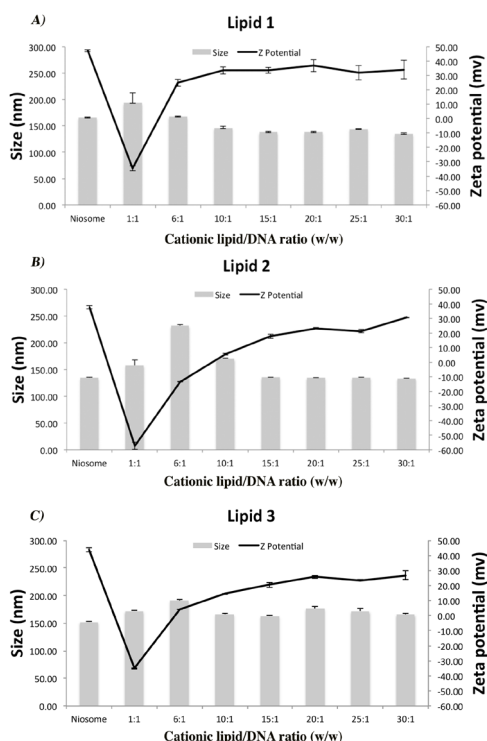 A)
Lipid 1
Size Z Potential
Size (nm)
300.00
250.00
200.00
150.00
100.00
50.00
0.00
50.00
40.00
30.00
20.00
10.00
0.00
-10.00
-20.00
-30.00
-40.00
-50.00
-60.00
Zeta potential (mv)
Niosome 1:1 6:1 10:1 15:1 20:1 25:1 30:1
Cationic lipid/DNA ratio (w/w)
B)
Lipid 2
Size Z Potential
Size (nm)
300.00
250.00
200.00
150.00
100.00
50.00
0.00
50.00
40.00
30.00
20.00
10.00
0.00
-10.00
-20.00
-30.00
-40.00
-50.00
-60.00
Zeta potential (mv)
Niosome 1:1 6:1 10:1 15:1 20:1 25:1 30:1
Cationic lipid/DNA ratio (w/w)
C)
Lipid 3
Size Z Potential
Size (nm)
300.00
250.00
200.00
150.00
100.00
50.00
0.00
50.00
40.00
30.00
20.00
10.00
0.00
-10.00
-20.00
-30.00
-40.00
-50.00
-60.00
Zeta potential (mv)
Niosome 1:1 6:1 10:1 15:1 20:1 25:1 30:1
Cationic lipid/DNA ratio (w/w)